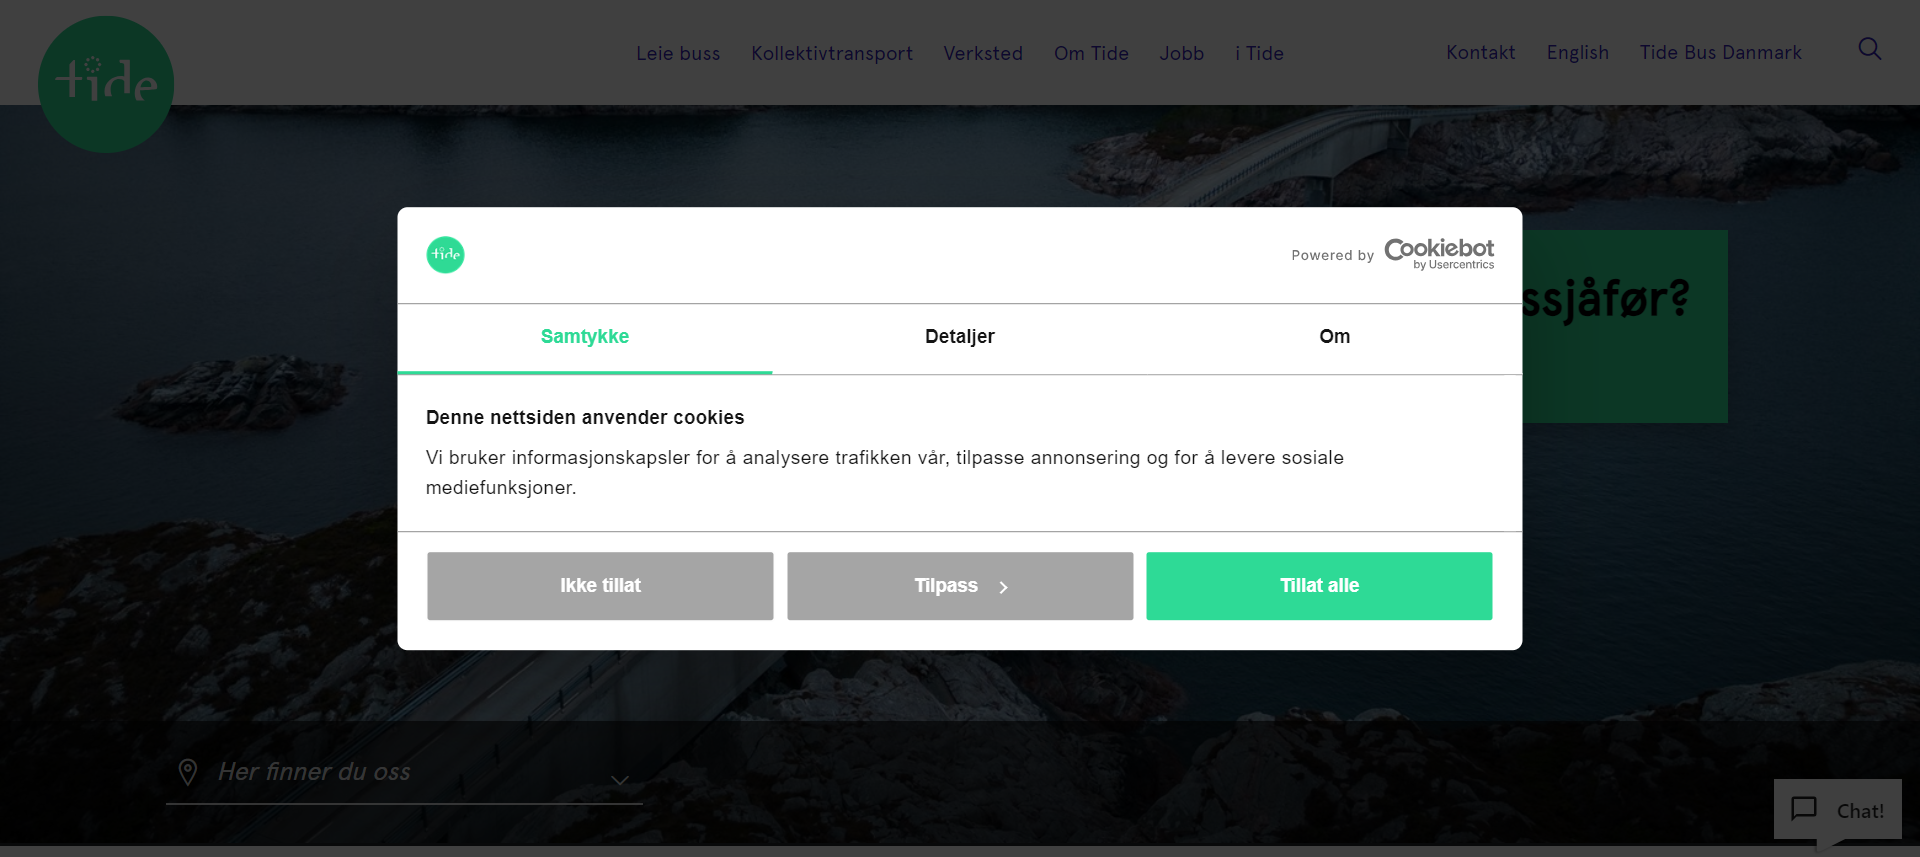 tide
Leie buss
Kollektivtransport
Verksted
Om Tide
Jobb
i Tide
Kontakt
English
Tide Bus Danmark
tide
Powered by
Cookiebot
by Usercentrics
Samtykke
Detaljer
Om
ssjåfør?
Denne nettsiden anvender cookies
Vi bruker informasjonskapsler for å analysere trafikken vår, tilpasse annonsering og for å levere sosiale
mediefunksjoner.
Ikke tillat
Tilpass
Tillat alle
Her finner du oss
Chat!